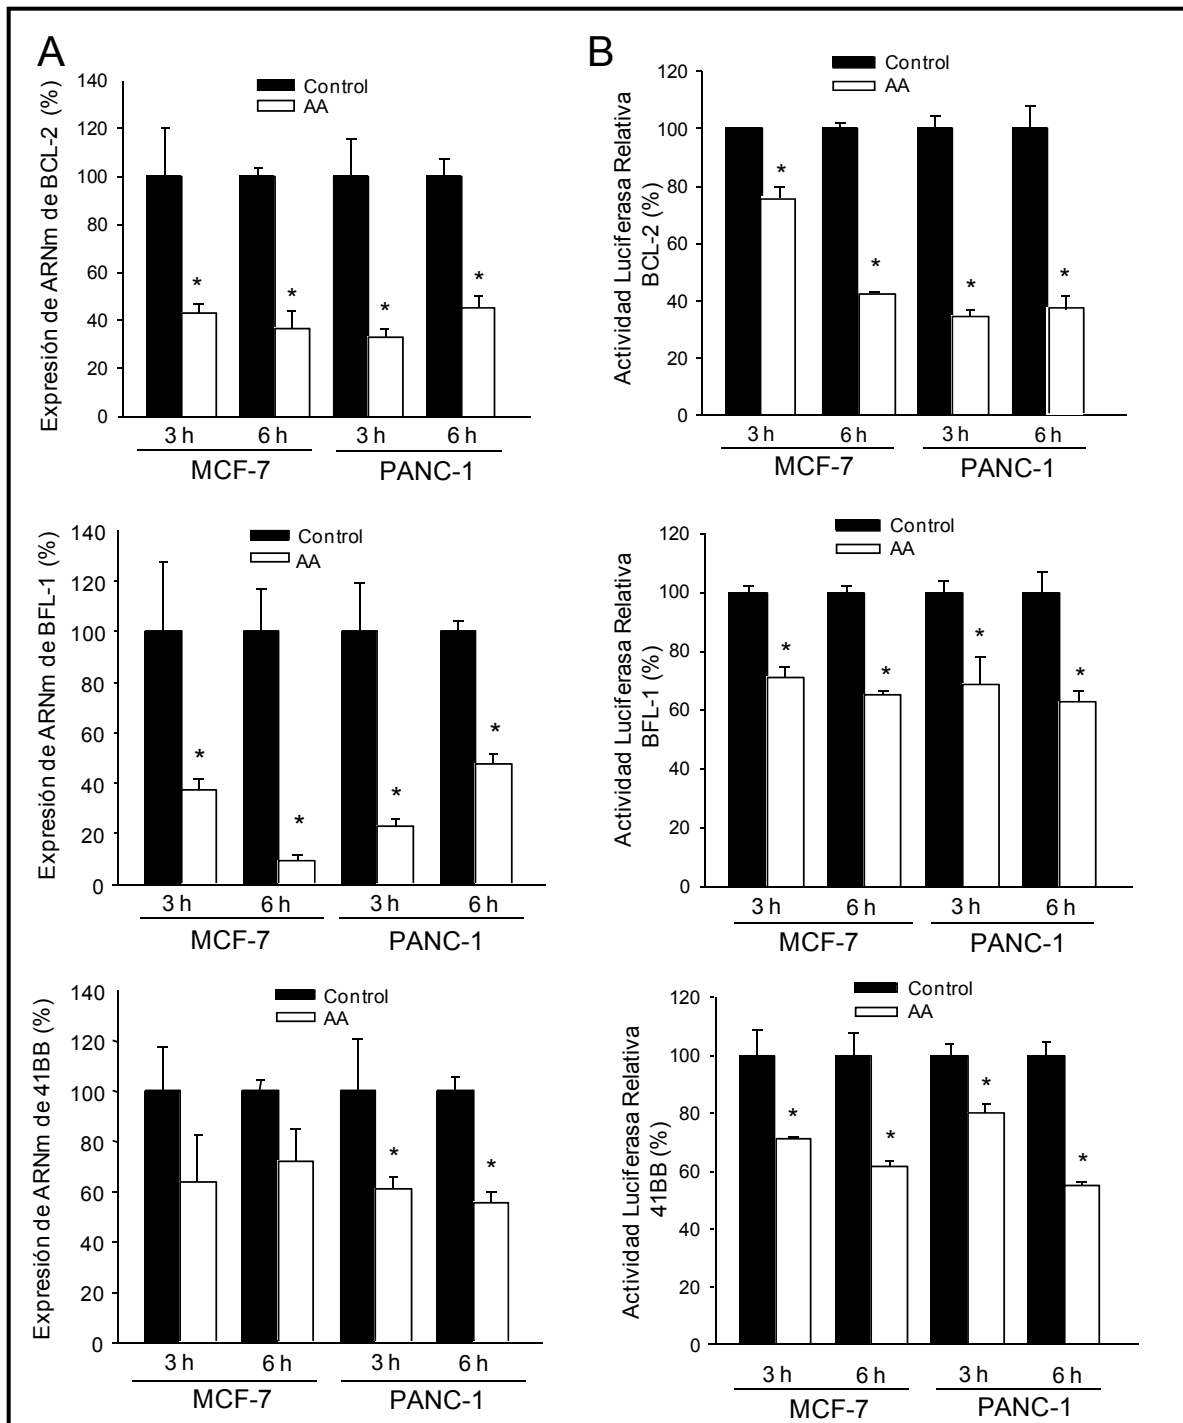 A
Expresión de ARNm de BCL-2 (%)
140
120
100
80
60
40
20
0
Control
AA
*
*
*
*
3 h
6 h
3 h
6 h
MCF-7
PANC-1
B
Actividad Luciferasa Relativa
BCL-2 (%)
120
100
80
60
40
20
0
Control
AA
*
*
*
*
3 h
6 h
3 h
6 h
MCF-7
PANC-1
Expresión de ARNm de BFL-1 (%)
140
120
100
80
60
40
20
0
Control
AA
*
*
*
*
3 h
6 h
3 h
6 h
MCF-7
PANC-1
Actividad Luciferasa Relativa
BFL-1 (%)
120
100
80
60
40
20
0
Control
AA
*
*
*
*
3 h
6 h
3 h
6 h
MCF-7
PANC-1
Expresión de ARNm de 41BB (%)
140
120
100
80
60
40
20
0
Control
AA
*
*
3 h
6 h
3 h
6 h
MCF-7
PANC-1
Actividad Luciferasa Relativa
41BB (%)
120
100
80
60
40
20
0
Control
AA
*
*
*
*
3 h
6 h
3 h
6 h
MCF-7
PANC-1